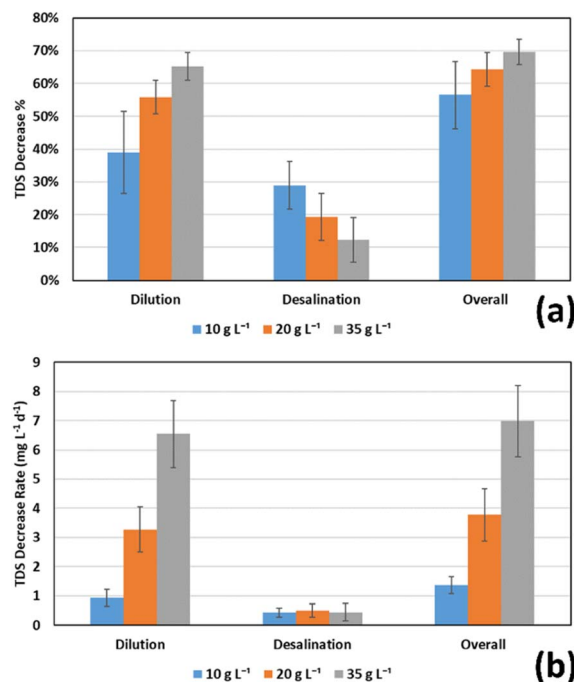 80%
70%
60%
50%
40%
30%
20%
10%
0%
TDS Decrease %
Dilution Desalination Overall
10 g L⁻¹ 20 g L⁻¹ 35 g L⁻¹
(a)
9
8
7
6
5
4
3
2
1
0
TDS Decrease Rate (mg L⁻¹ d⁻¹)
Dilution Desalination Overall
10 g L⁻¹ 20 g L⁻¹ 35 g L⁻¹
(b)